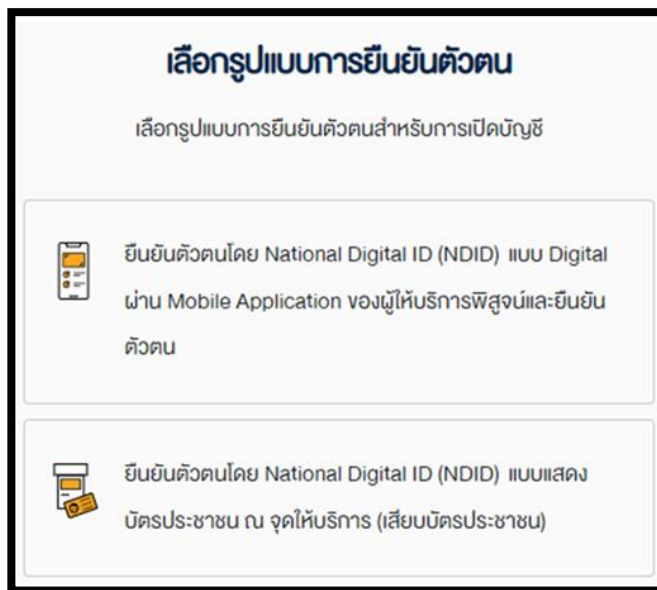 เลือกรูปแบบการยืนยันตัวตน
เลือกรูปแบบการยืนยันตัวตนสำหรับการเปิดบัญชี
ยืนยันตัวตนโดย National Digital ID (NDID) แบบ Digital
ผ่าน Mobile Application ของผู้ให้บริการพิสูจน์และยืนยัน
ตัวตน
ยืนยันตัวตนโดย National Digital ID (NDID) แบบแสดง
บัตรประชาชน ณ จุดให้บริการ (เสียบบัตรประชาชน)